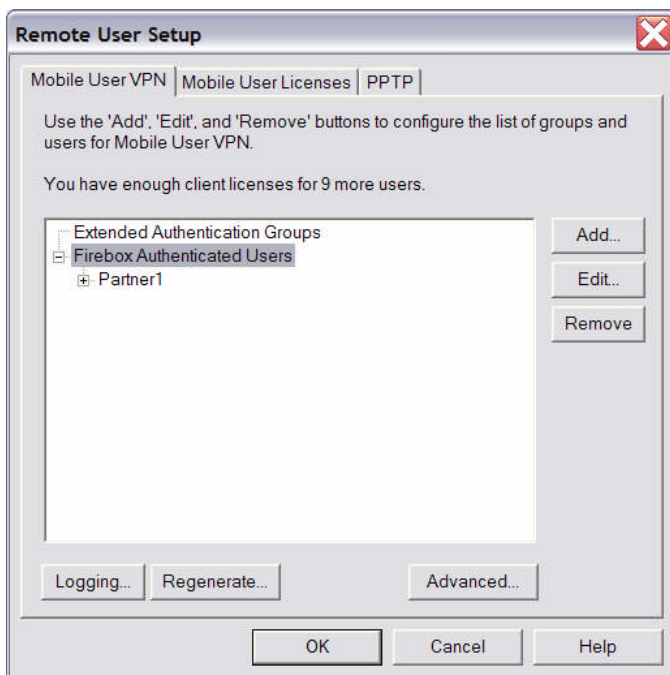 Remote User Setup
Mobile User VPN
Mobile User Licenses
PPTP
Use the 'Add', 'Edit', and 'Remove' buttons to configure the list of groups and
users for Mobile User VPN.
You have enough client licenses for 9 more users.
Extended Authentication Groups
Firebox Authenticated Users
Partner1
Add...
Edit...
Remove
Logging...
Regenerate...
Advanced...
OK
Cancel
Help